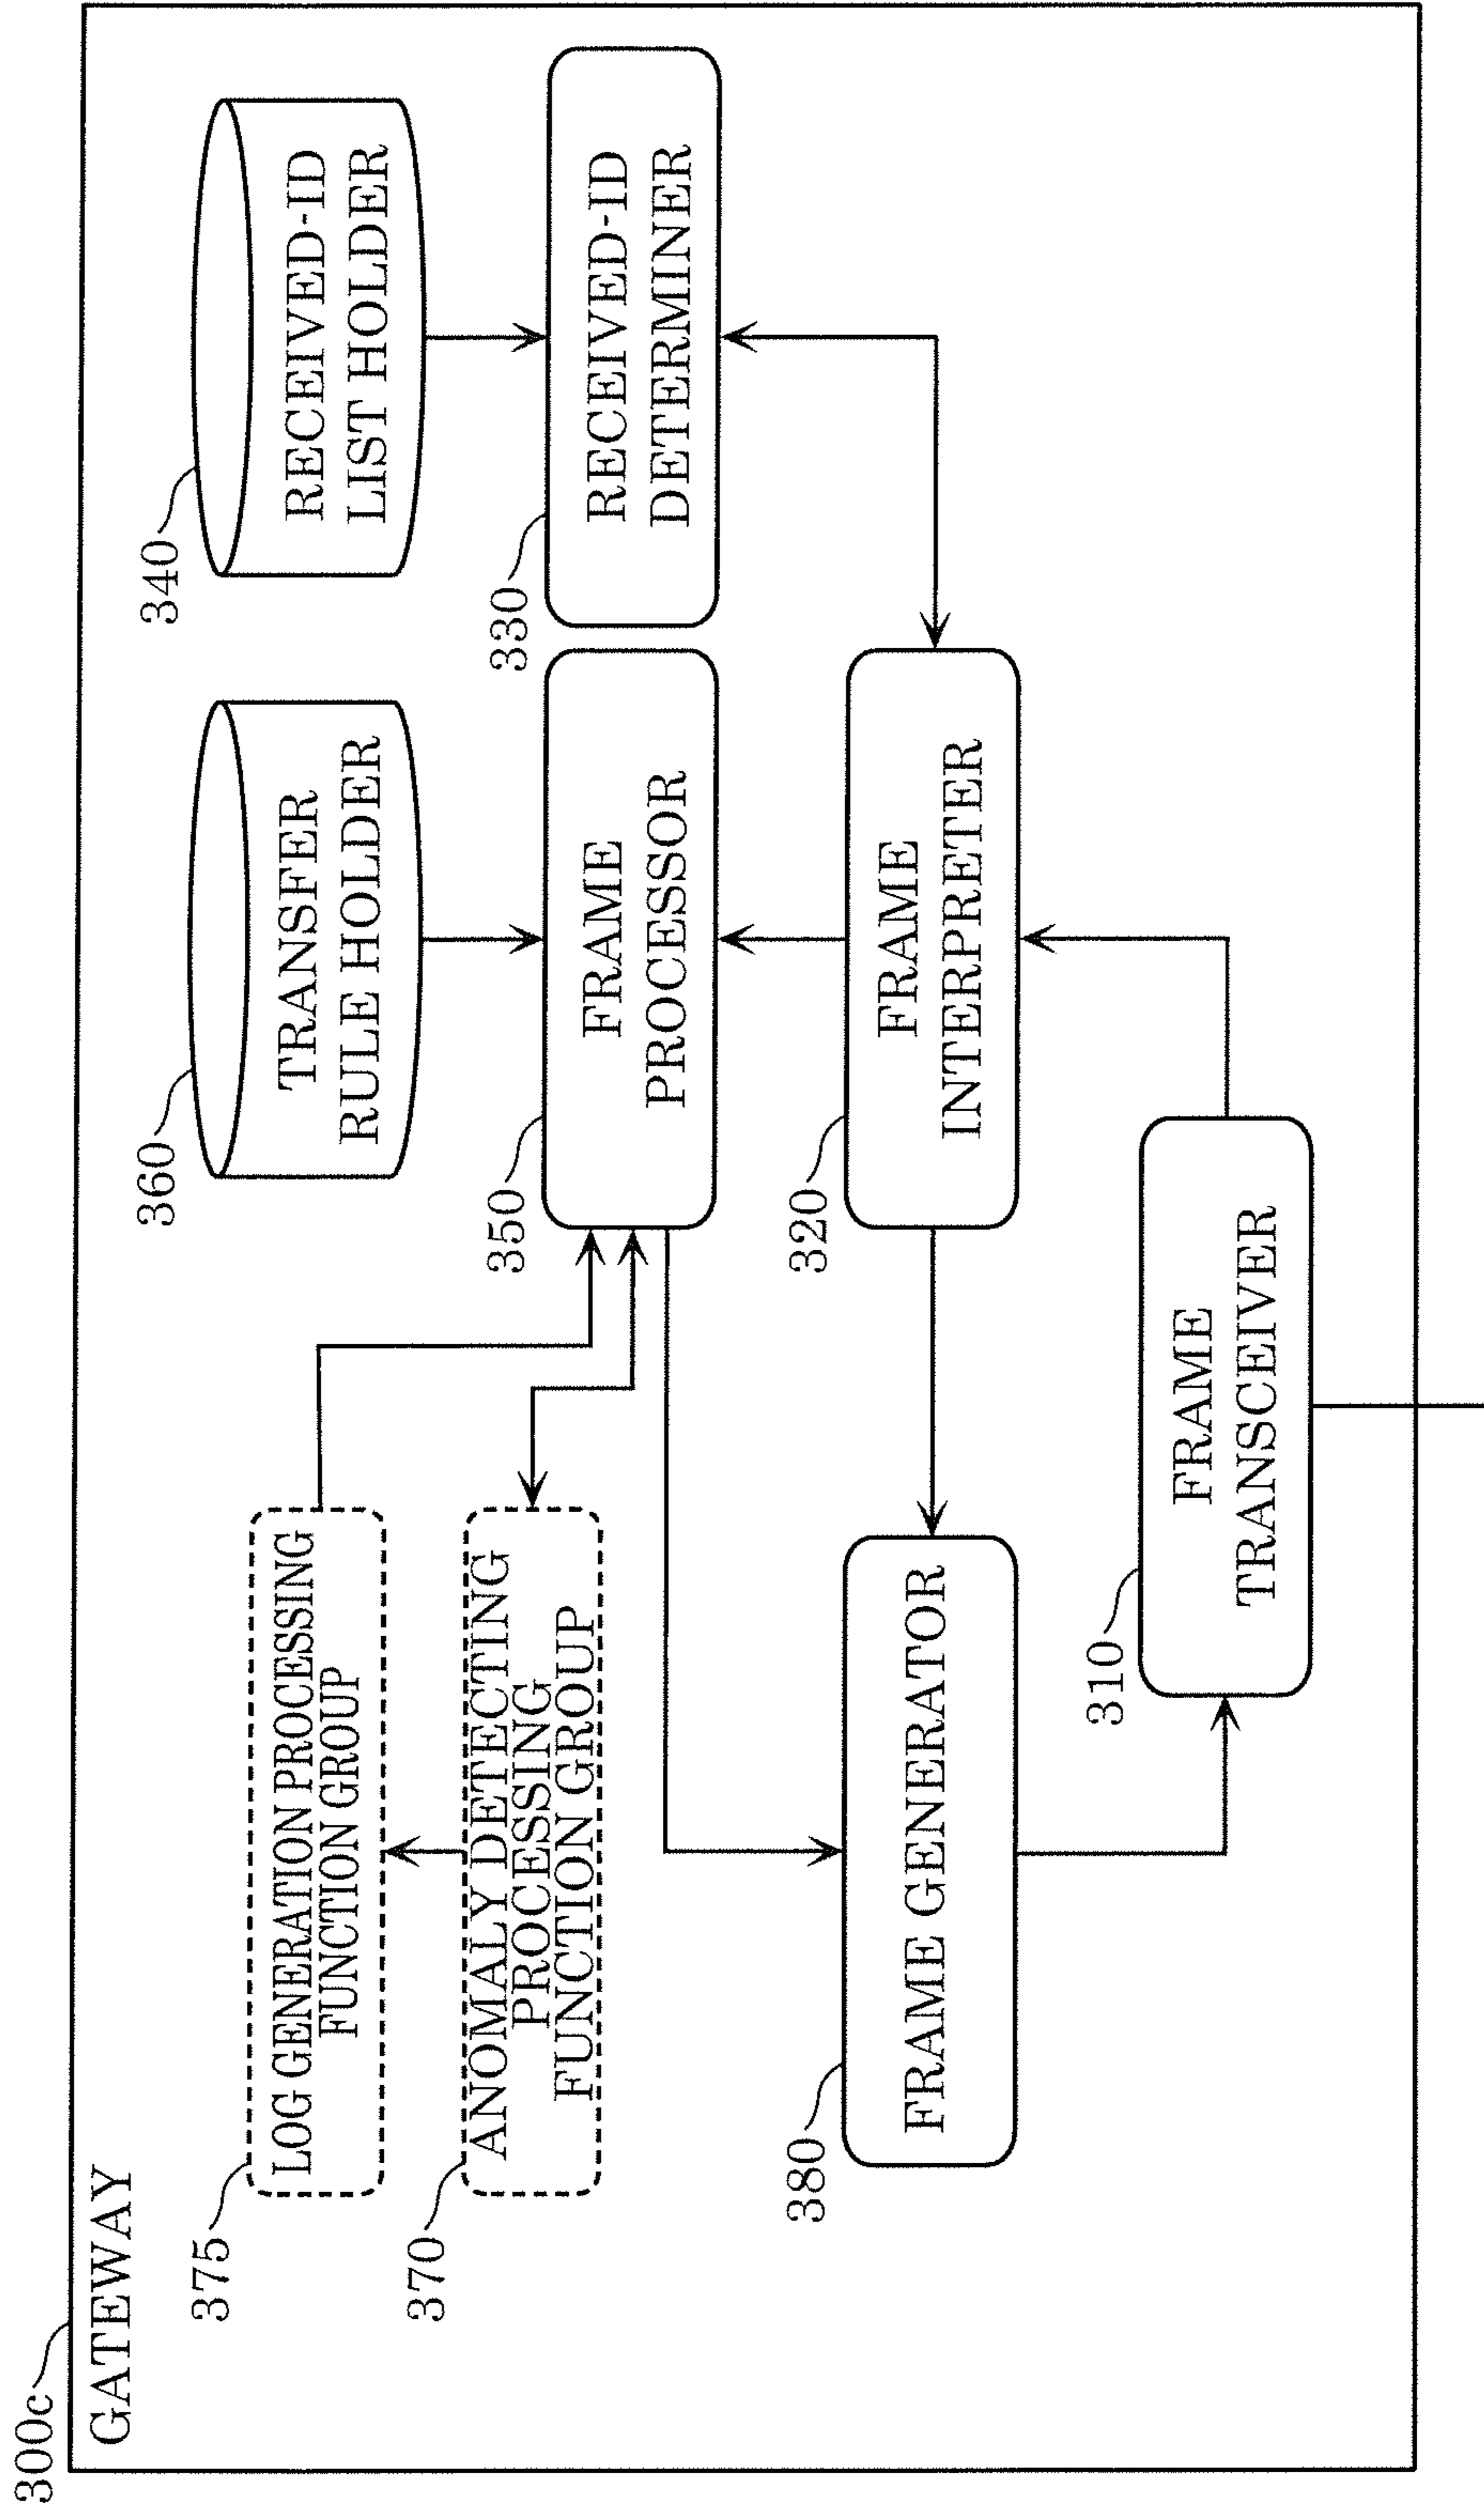 300c
GATEWAY
375
LOG GENERATION PROCESSING
FUNCTION GROUP
360
TRANSFER
RULE HOLDER
340
RECEIVED-ID
LIST HOLDER
370
ANOMALY DETECTING
PROCESSING
FUNCTION GROUP
350
FRAME
PROCESSOR
330
RECEIVED-ID
DETERMINER
380
FRAME GENERATOR
320
FRAME
INTERPRETER
310
FRAME
TRANSCEIVER